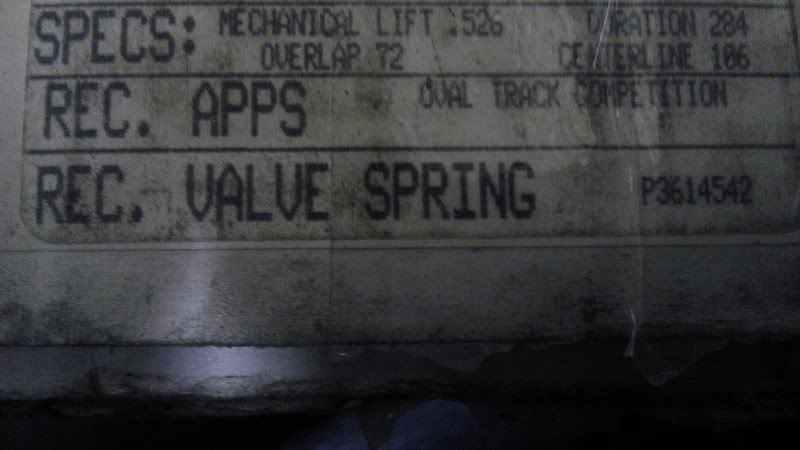 SPECS: MECHANICAL LIFT .526 DURATION 284
OVERLAP 72 CENTERLINE 106
REC. APPS OVAL TRACK COMPETITION
REC. VALVE SPRING P3614542